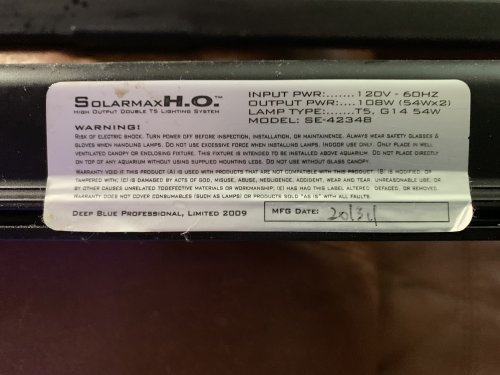 SOLARMAX H.O.™
HIGH OUTPUT DOUBLE T5 LIGHTING SYSTEM
INPUT PWR:.......120V - 60HZ
OUTPUT PWR:....108W (54Wx2)
LAMP TYPE:.......T5, G14 54W
MODEL: SE-42348
WARNING:
RISK OF ELECTRIC SHOCK. TURN POWER OFF BEFORE INSPECTION, INSTALLATION, OR MAINTENENCE. ALWAYS WEAR SAFETY GLASSES &
GLOVES WHEN HANDLING LAMPS. DO NOT USE EXCESSIVE FORCE WHEN INSTALLING LAMPS. INDOOR USE ONLY. ONLY PLACE IN WELL
VENTILATED CANOPY OR ENCLOSING FIXTURE. THIS FIXTURE IS INTENDED TO BE INSTALLED ABOVE AQUARIUM. DO NOT PLACE DIRECTLY
ON TOP OF ANY AQUARIUM WITHOUT USING SUPPLIED MOUNTING LEGS. DO NOT USE WITHOUT GLASS CANOPY.
WARRANTY VOID IF THIS PRODUCT (A) IS USED WITH PRODUCTS THAT ARE NOT COMPATIBLE WITH THIS PRODUCT, (B) IS MODIFIED, OR
TAMPERED WITH, (C) IS DAMAGED BY ACTS OF GOD, MISUSE, ABUSE, NEGLIGENCE, ACCIDENT, WEAR AND TEAR, UNREASONABLE USE, OR
BY OTHER CAUSES UNRELATED TO DEFECTIVE MATERIALS OR WORKMANSHIP, (E) HAS HAD THIS LABEL ALTERED, DEFACED, OR REMOVED.
WARRANTY DOES NOT COVER CONSUMABLES (SUCH AS LAMPS) OR PRODUCTS SOLD "AS IS" WITH ALL FAULTS.
DEEP BLUE PROFESSIONAL, LIMITED 2009
MFG DATE: